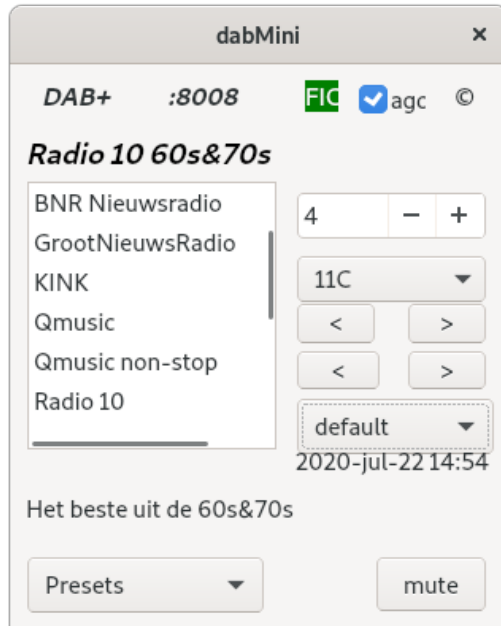 dabMini ×
DAB+ :8008 FIC agc ©
Radio 10 60s&70s
BNR Nieuwsradio
GrootNieuwsRadio
KINK
Qmusic
Qmusic non-stop
Radio 10
4 − +
11C
< >
< >
default
2020-jul-22 14:54
Het beste uit de 60s&70s
Presets mute